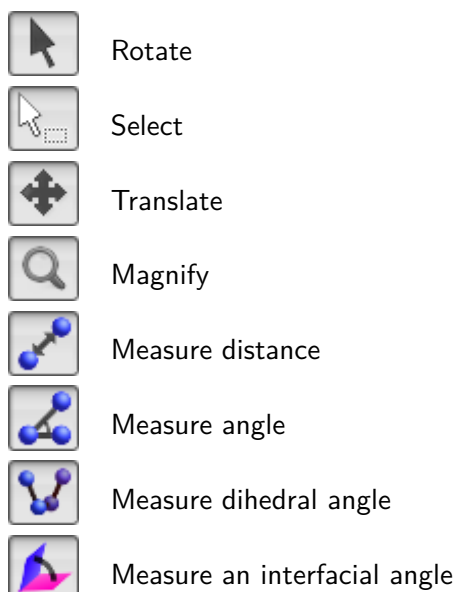 Rotate
Select
Translate
Magnify
Measure distance
Measure angle
Measure dihedral angle
Measure an interfacial angle